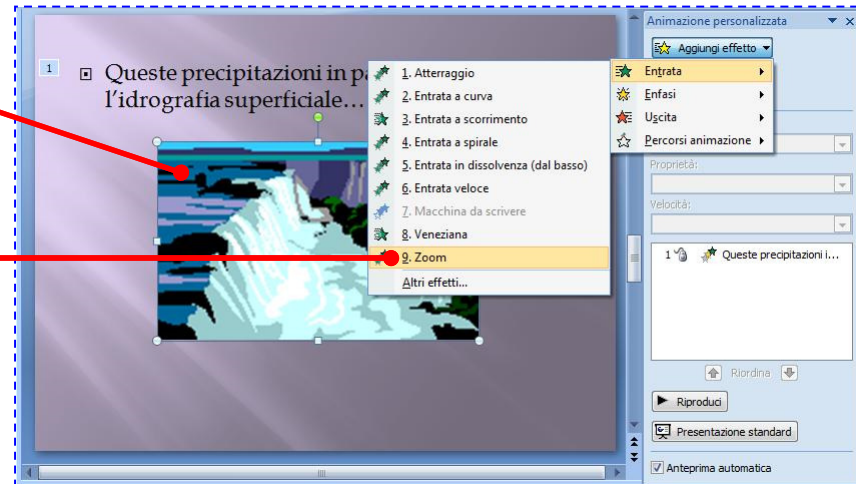 Animazione personalizzata
Aggiungi effetto
1
Queste precipitazioni in pa
l'idrografia superficiale…
1. Atterraggio
2. Entrata a curva
3. Entrata a scorrimento
4. Entrata a spirale
5. Entrata in dissolvenza (dal basso)
6. Entrata veloce
7. Macchina da scrivere
8. Veneziana
9. Zoom
Altri effetti...
Entrata
Enfasi
Uscita
Percorsi animazione
Proprietà:
Velocità:
1 Queste precipitazioni i...
Riordina
Riproduci
Presentazione standard
Anteprima automatica